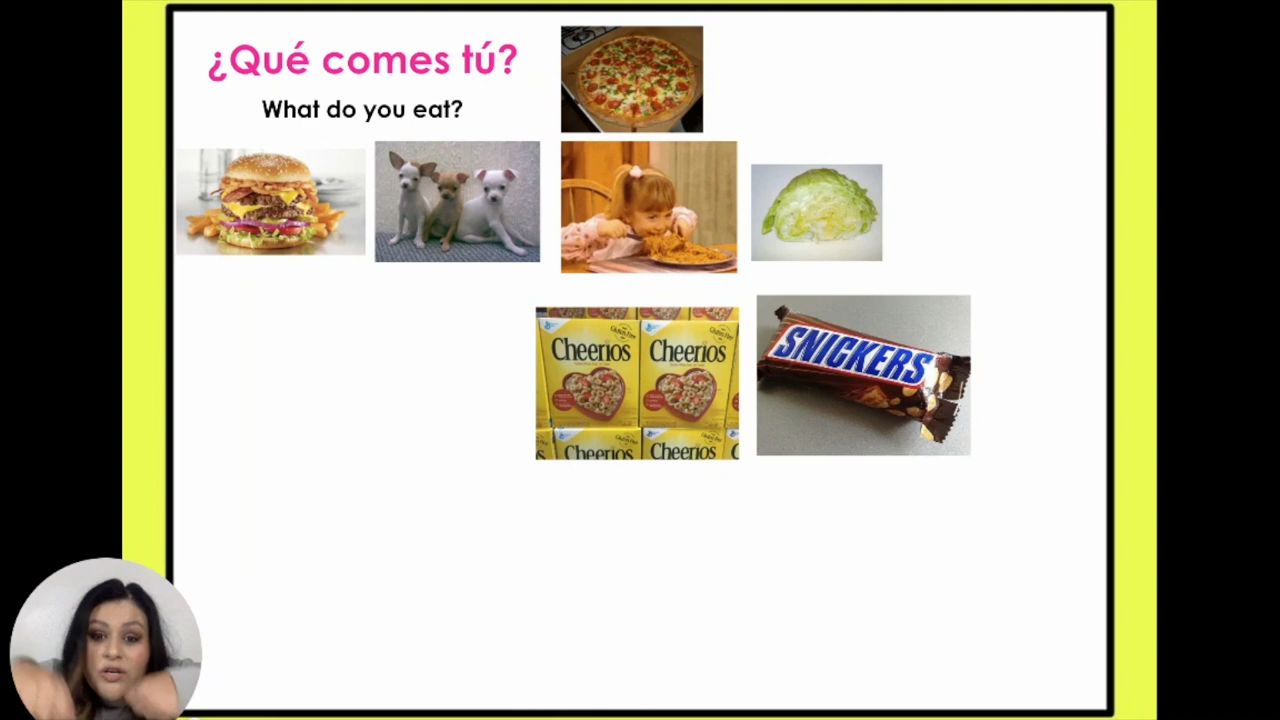 ¿Qué comes tú?
What do you eat?
Cheerios
Cheerios
SNICKERS
Cheerios
Cheerios